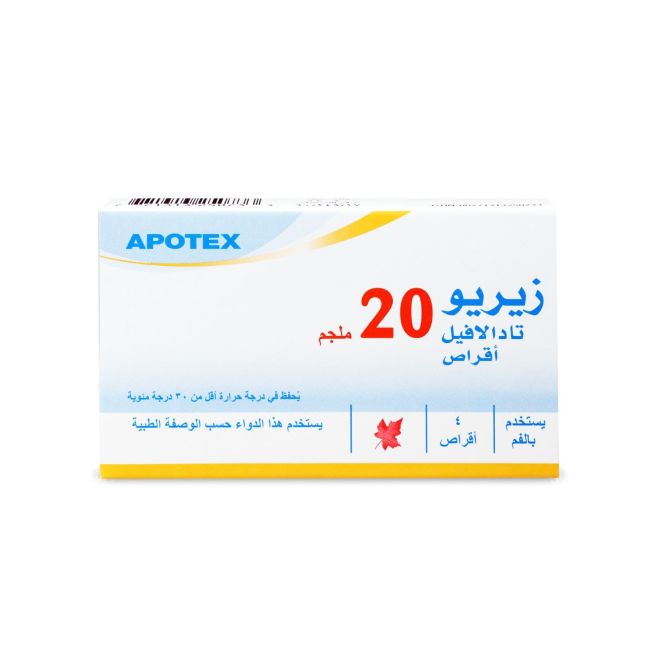 APOTEX
زيريو
تادالافيل
أقراص
20 ملجم
يُحفظ في درجة حرارة أقل من ٣٠ درجة مئوية
يستخدم
بالفم
٤
أقراص
يستخدم هذا الدواء حسب الوصفة الطبية